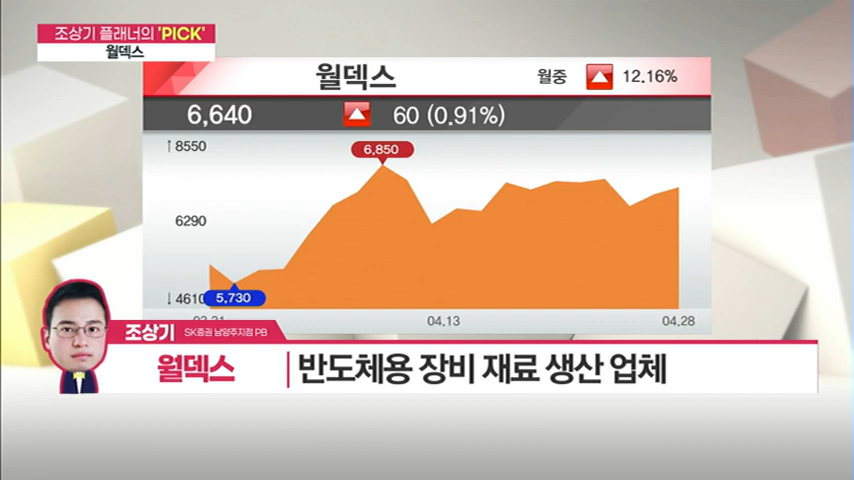 조상기 플래너의 'PICK'
월덱스
월덱스
월중 12.16%
6,640 60 (0.91%)
↑8550
6,850
6290
↓4610
5,730
04.13
04.28
조상기 SK증권 남양주지점 PB
월덱스 반도체용 장비 재료 생산 업체